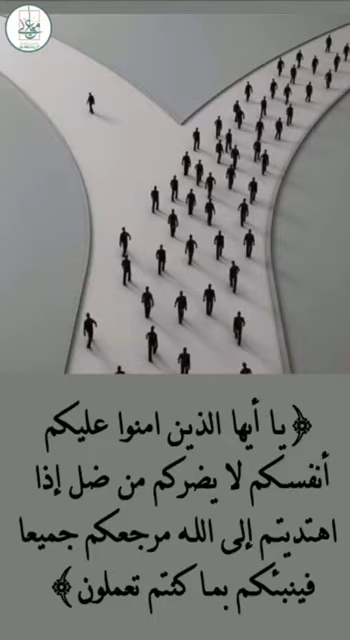 ﴿يا أيها الذين امنوا عليكم
أنفسكم لا يضركم من ضل إذا
اهتديتم إلى الله مرجعكم جميعا
فينبئكم بما كنتم تعملون﴾